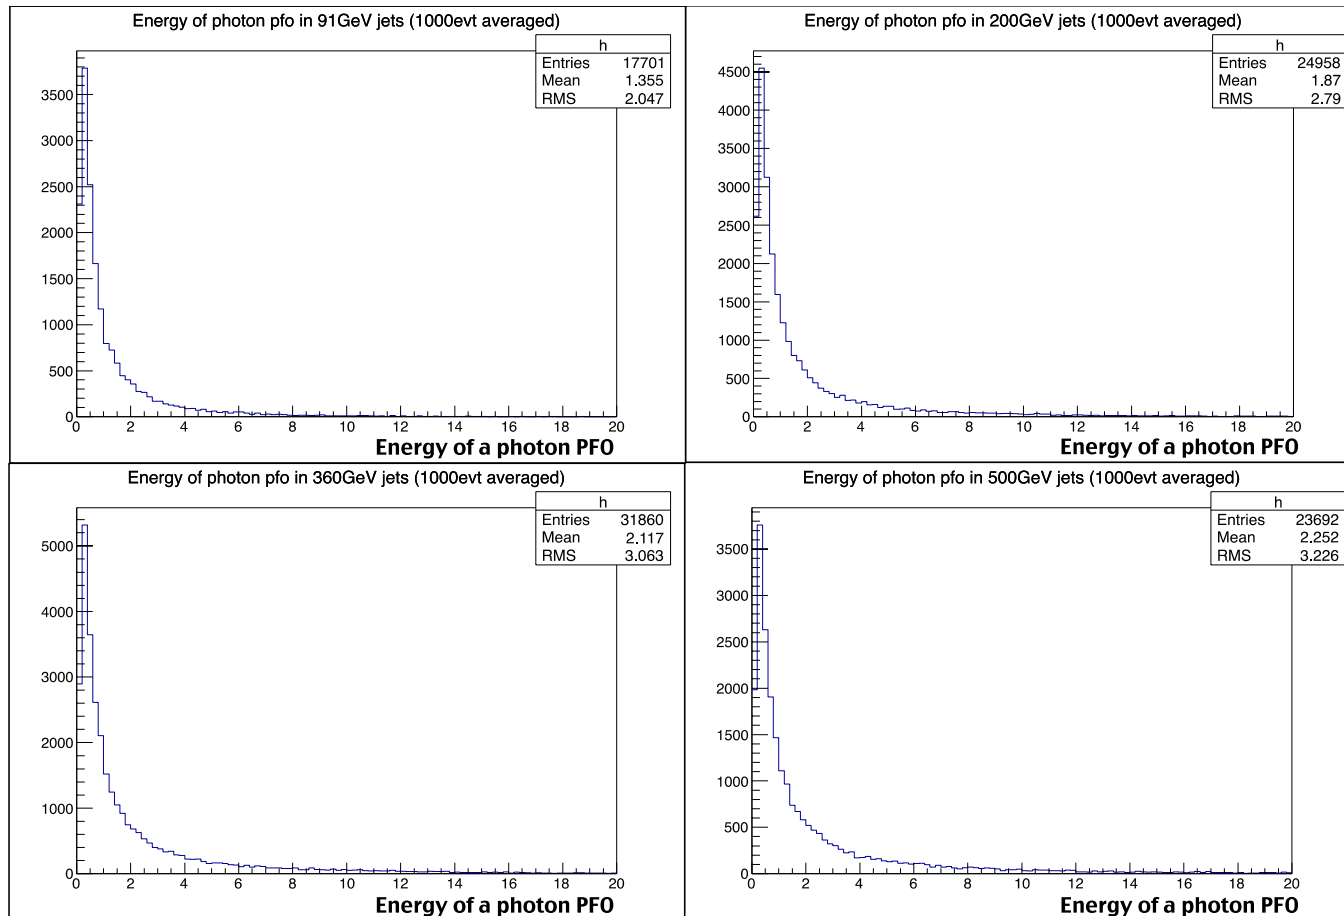 Energy of photon pfo in 91GeV jets (1000evt averaged)
h
Entries 17701
Mean 1.355
RMS 2.047
3500
3000
2500
2000
1500
1000
500
0
0 2 4 6 8 10 12 14 16 18 20
Energy of a photon PFO
Energy of photon pfo in 200GeV jets (1000evt averaged)
h
Entries 24958
Mean 1.87
RMS 2.79
4500
4000
3500
3000
2500
2000
1500
1000
500
0
0 2 4 6 8 10 12 14 16 18 20
Energy of a photon PFO
Energy of photon pfo in 360GeV jets (1000evt averaged)
h
Entries 31860
Mean 2.117
RMS 3.063
5000
4000
3000
2000
1000
0
0 2 4 6 8 10 12 14 16 18 20
Energy of a photon PFO
Energy of photon pfo in 500GeV jets (1000evt averaged)
h
Entries 23692
Mean 2.252
RMS 3.226
3500
3000
2500
2000
1500
1000
500
0
0 2 4 6 8 10 12 14 16 18 20
Energy of a photon PFO